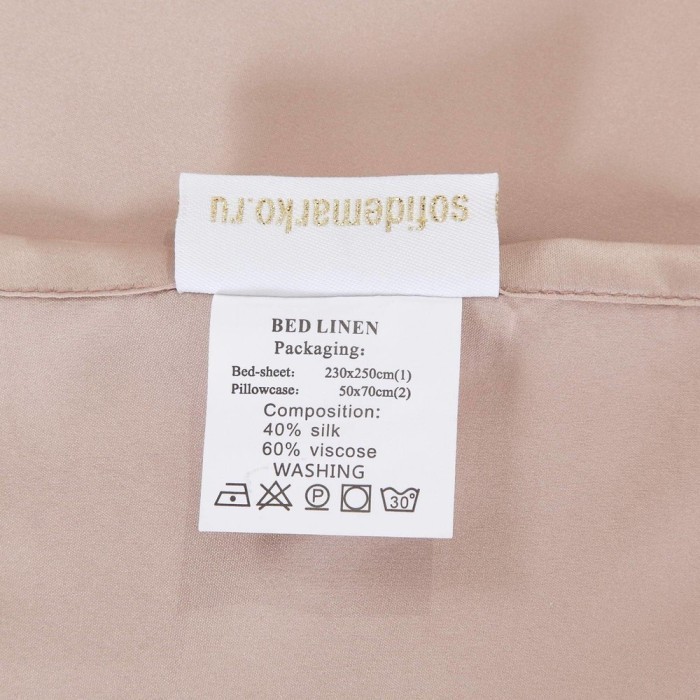 sofidemarko.ru
BED LINEN
Packaging:
Bed-sheet: 230x250cm(1)
Pillowcase: 50x70cm(2)
Composition:
40% silk
60% viscose
WASHING
P 30°